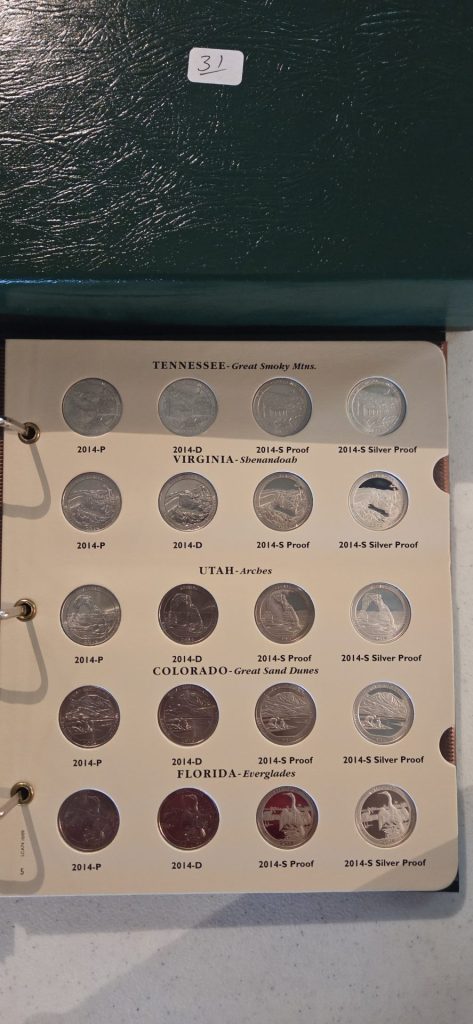 31
TENNESSEE-Great Smoky Mtns.
2014-P 2014-D 2014-S Proof 2014-S Silver Proof
VIRGINIA-Shenandoah
2014-P 2014-D 2014-S Proof 2014-S Silver Proof
UTAH-Arches
2014-P 2014-D 2014-S Proof 2014-S Silver Proof
COLORADO-Great Sand Dunes
2014-P 2014-D 2014-S Proof 2014-S Silver Proof
FLORIDA-Everglades
2014-P 2014-D 2014-S Proof 2014-S Silver Proof
5